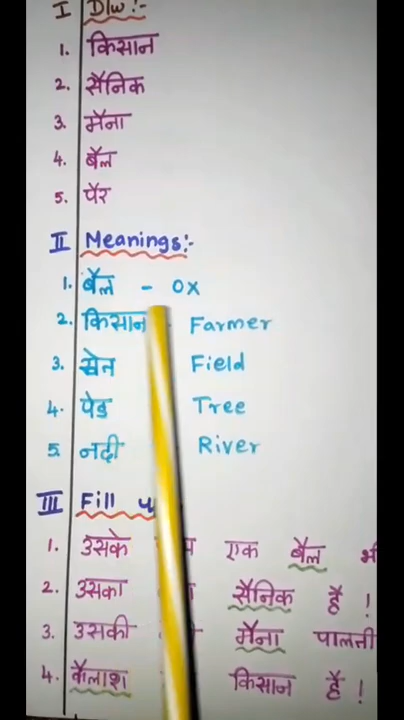 I D/w:-
1. किसान
2. सैनिक
3. मैना
4. बैल
5. पैर
II Meanings:-
1. बैल - OX
2. किसान - Farmer
3. खेत Field
4. पेड Tree
5. नदी River
III Fill
1. उसके एक बैल भी
2. उसका सैनिक है!
3. उसकी मैना पालती
4. कैलाश किसान है!